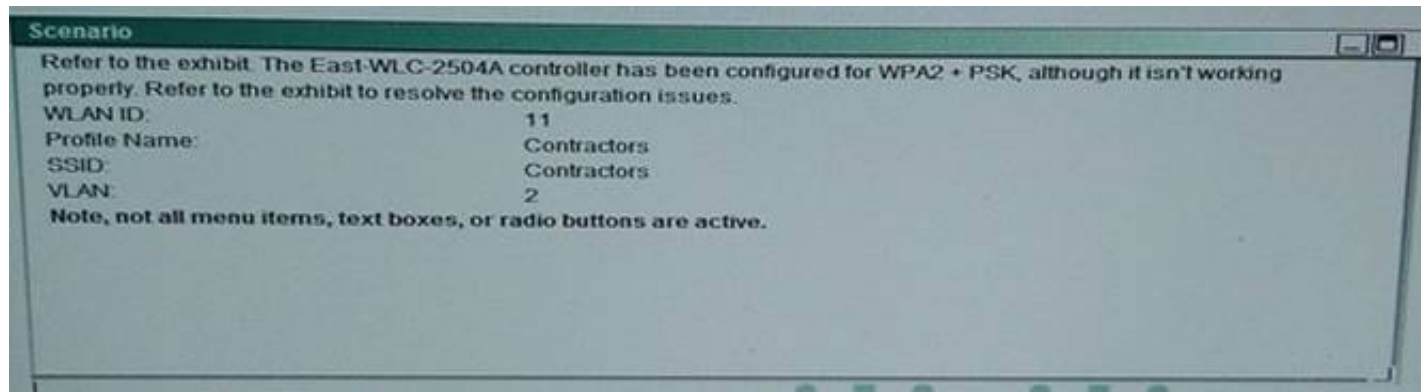 Scenario
Refer to the exhibit. The East-WLC-2504A controller has been configured for WPA2 + PSK, although it isn't working
properly. Refer to the exhibit to resolve the configuration issues.
WLAN ID: 11
Profile Name: Contractors
SSID: Contractors
VLAN: 2
Note, not all menu items, text boxes, or radio buttons are active.